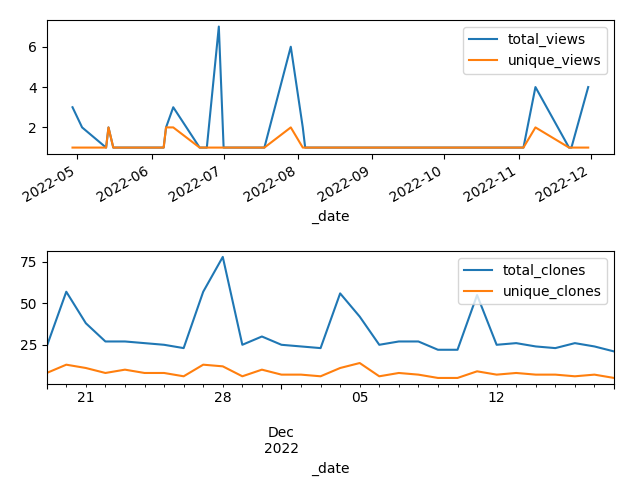 total_views
unique_views
6
4
2
2022-05
2022-06
2022-07
2022-08
2022-09
2022-10
2022-11
2022-12
_date
total_clones
unique_clones
75
50
25
21
28
05
12
Dec
2022
_date